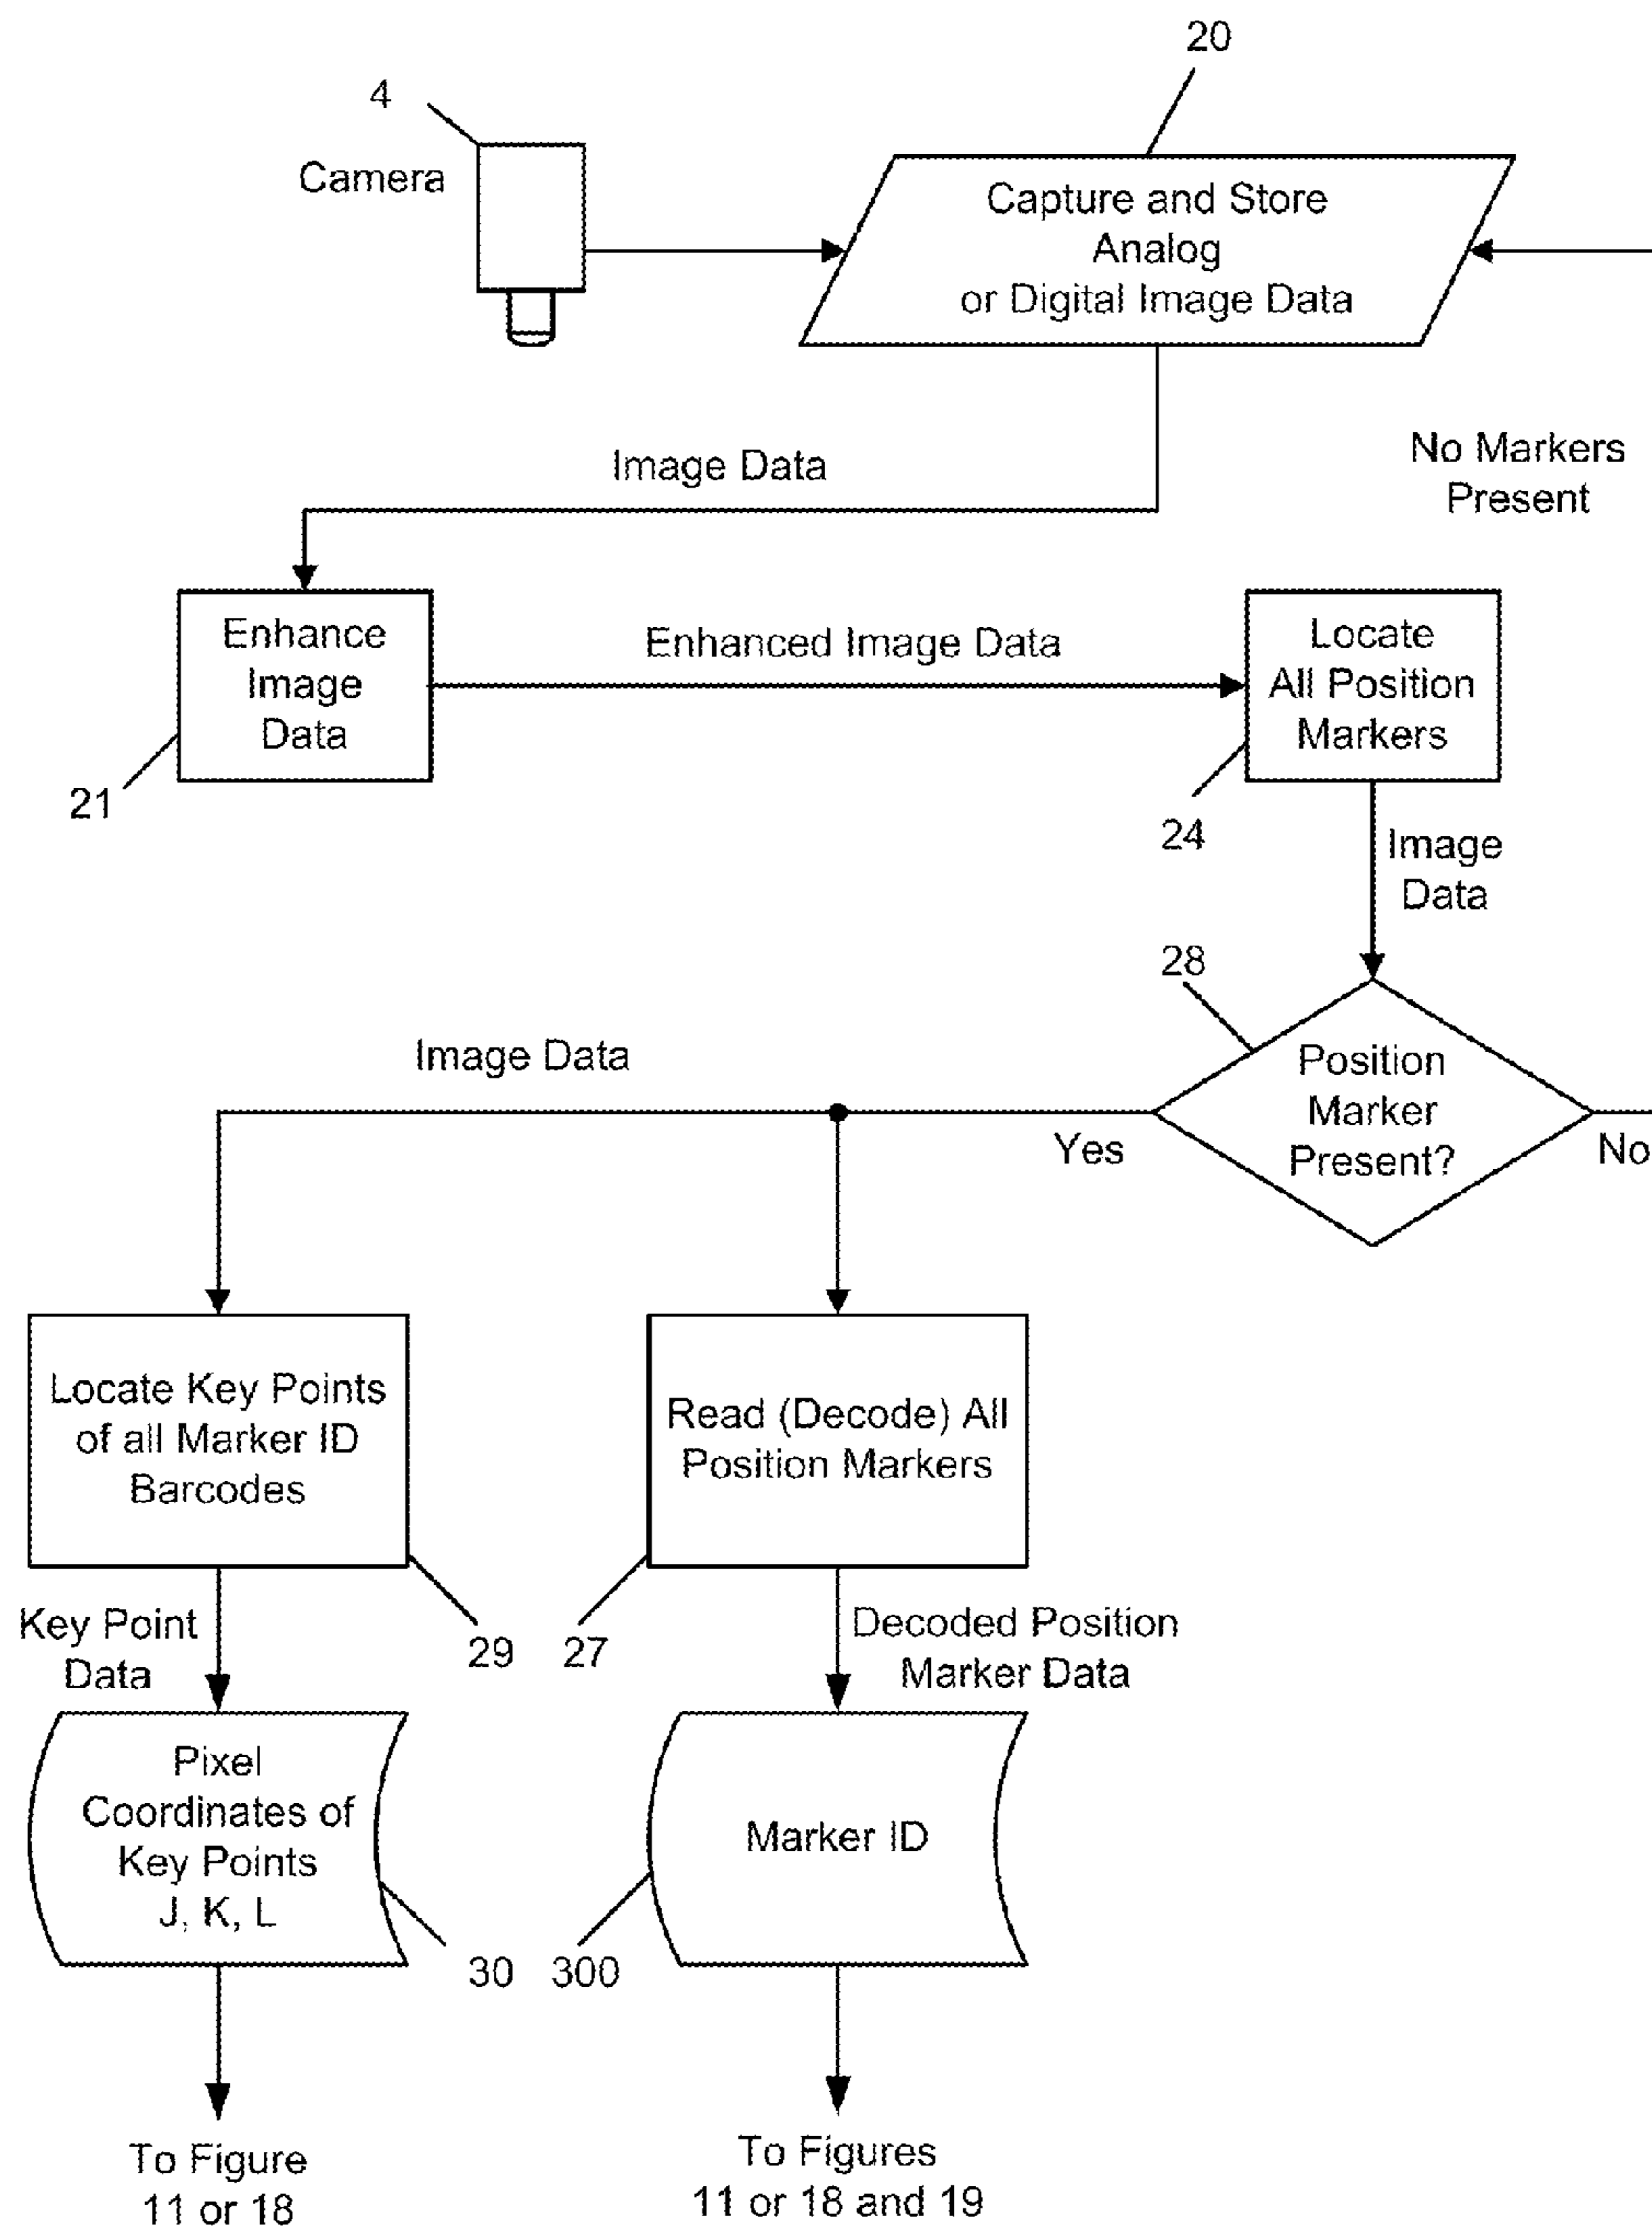 20
4
Camera
Capture and Store
Analog
or Digital Image Data
No Markers
Present
Image Data
Enhance
Image
Data
Enhanced Image Data
Locate
All Position
Markers
21
24
Image
Data
28
Image Data
Position
Marker
Present?
Yes
No
Locate Key Points
of all Marker ID
Barcodes
Read (Decode) All
Position Markers
Key Point
Data
29
27
Decoded Position
Marker Data
Pixel
Coordinates of
Key Points
J, K, L
Marker ID
30
300
To Figure
11 or 18
To Figures
11 or 18 and 19